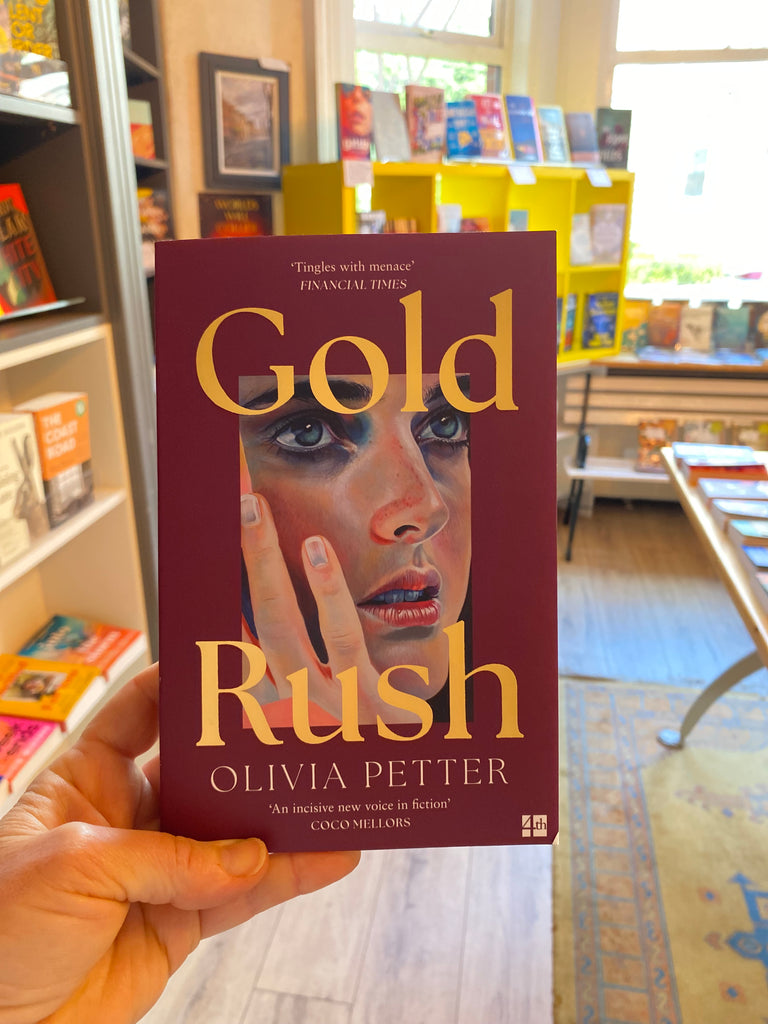 ‘Tingles with menace’
FINANCIAL TIMES
Gold
Rush
OLIVIA PETTER
‘An incisive new voice in fiction’
COCO MELLORS
4th
THE
COAST
ROAD